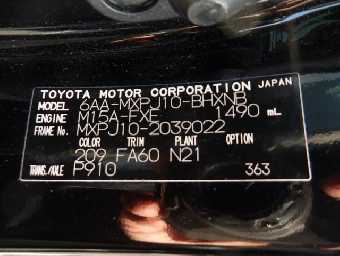 TOYOTA MOTOR CORPORATION JAPAN
MODEL 6AA-MXPJ10-BHXNB
ENGINE M15A-FXE 1490 mL
FRAME No. MXPJ10-2039022
COLOR TRIM PLANT OPTION
209 FA60 N21
TRANS./AXLE P910 363